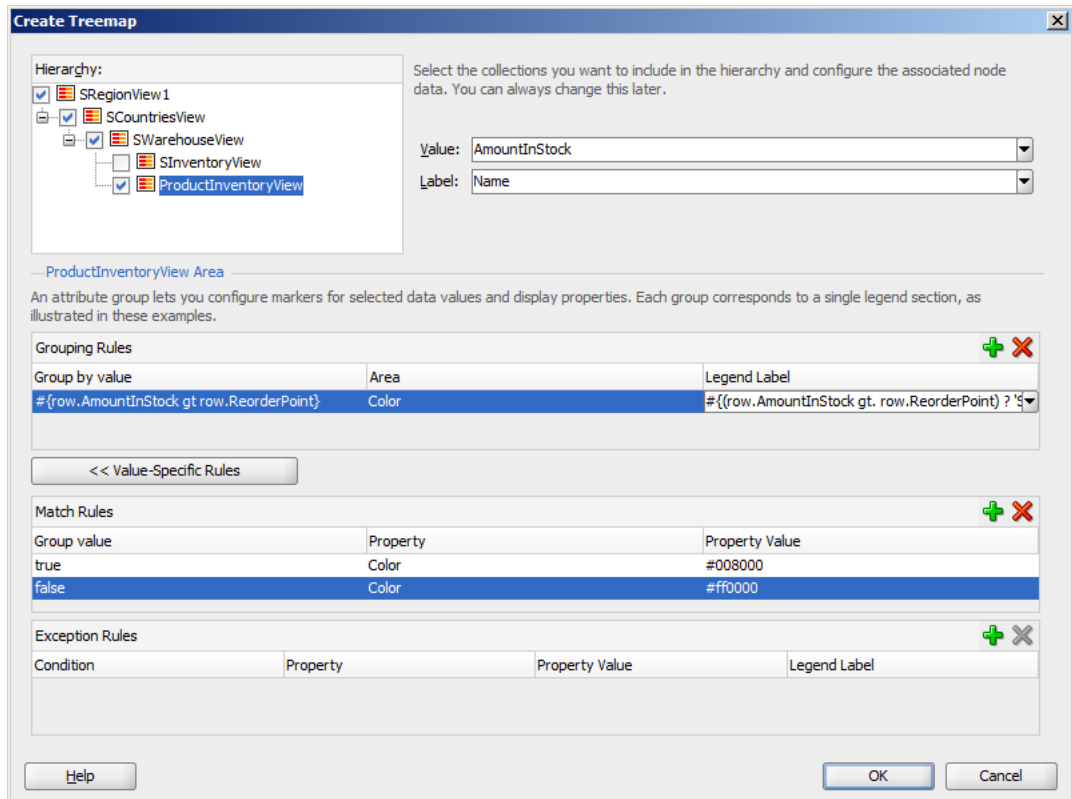 Create Treemap
Hierarchy:
SRegionView1
SCountriesView
SWarehouseView
SInventoryView
ProductInventoryView
Select the collections you want to include in the hierarchy and configure the associated node
data. You can always change this later.
Value: AmountInStock
Label: Name
ProductInventoryView Area
An attribute group lets you configure markers for selected data values and display properties. Each group corresponds to a single legend section, as
illustrated in these examples.
Grouping Rules
Group by value Area Legend Label
#{row.AmountInStock gt row.ReorderPoint} Color #{(row.AmountInStock gt. row.ReorderPoint) ? 'S
<< Value-Specific Rules
Match Rules
Group value Property Property Value
true Color #008000
false Color #ff0000
Exception Rules
Condition Property Property Value Legend Label
Help OK Cancel